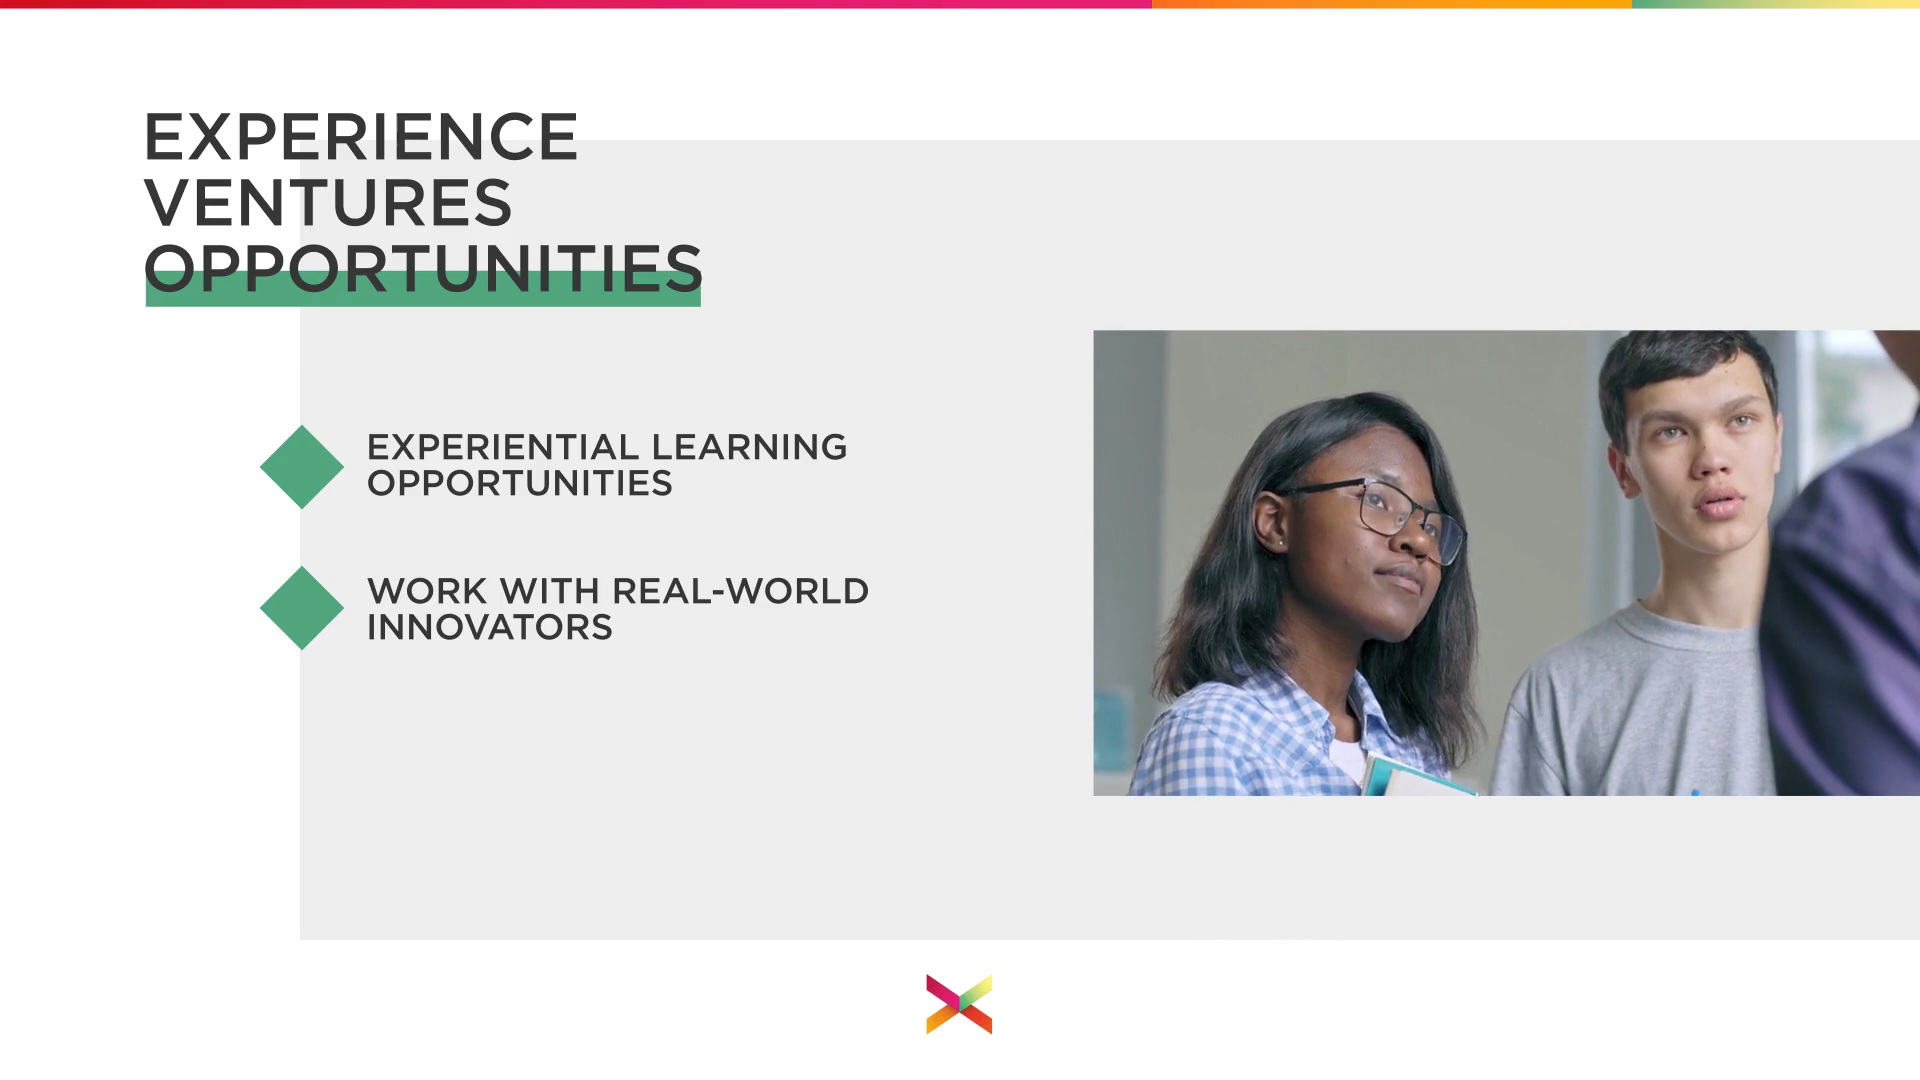 EXPERIENCE
VENTURES
OPPORTUNITIES
EXPERIENTIAL LEARNING
OPPORTUNITIES
WORK WITH REAL-WORLD
INNOVATORS